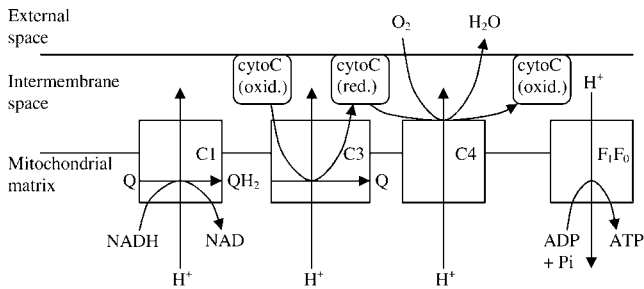 External space
O₂
H₂O
cytoC (oxid.)
cytoC (red.)
cytoC (oxid.)
Intermembrane space
H⁺
C1
C3
C4
F₁F₀
Mitochondrial matrix
Q
QH₂
Q
NADH
NAD
ADP + Pi
ATP
H⁺
H⁺
H⁺